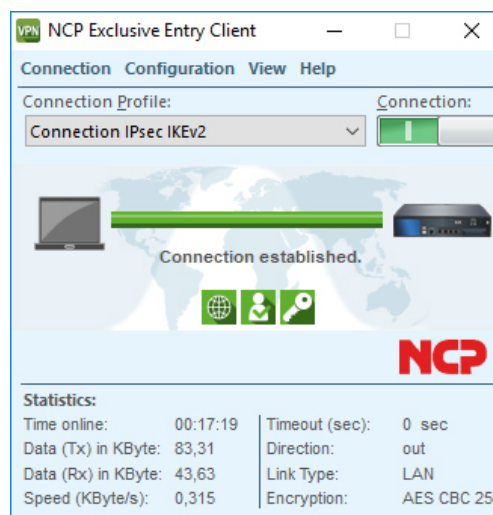 VPN NCP Exclusive Entry Client
Connection Configuration View Help
Connection Profile: Connection:
Connection IPsec IKEv2
Connection established.
NCP
Statistics:
Time online: 00:17:19 Timeout (sec): 0 sec
Data (Tx) in KByte: 83,31 Direction: out
Data (Rx) in KByte: 43,63 Link Type: LAN
Speed (KByte/s): 0,315 Encryption: AES CBC 25